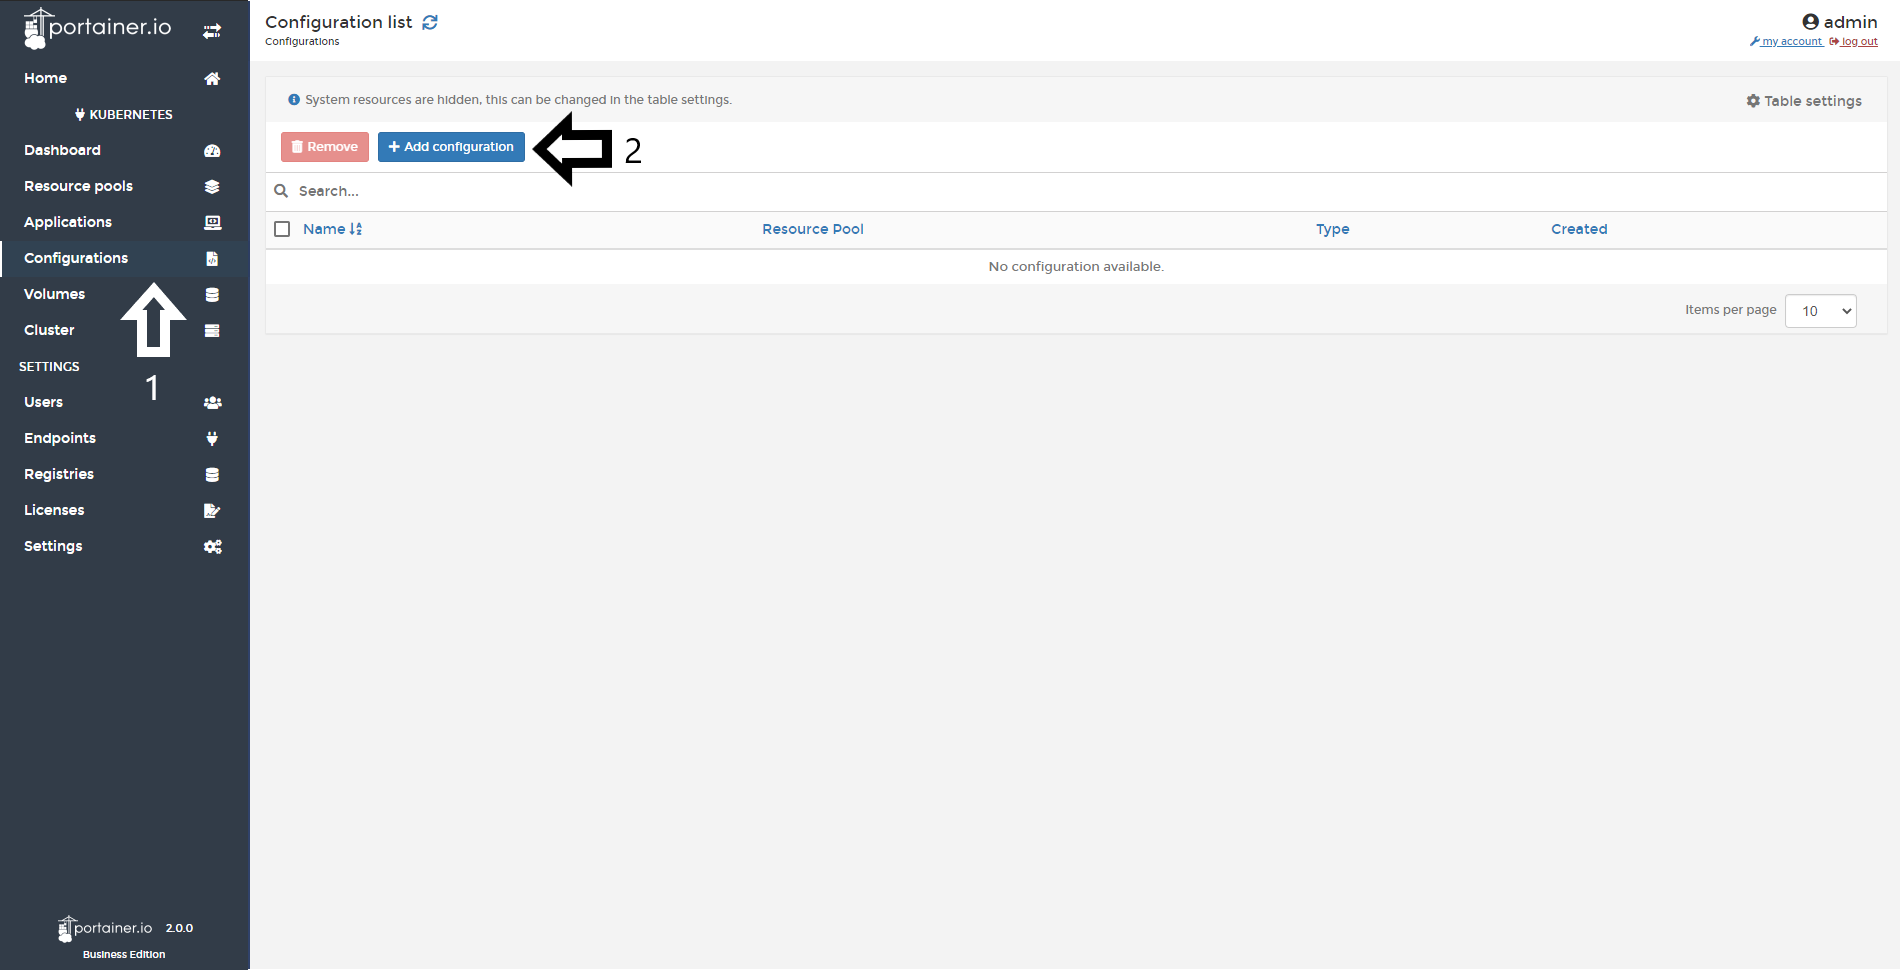 portainer.io
Home
KUBERNETES
Dashboard
Resource pools
Applications
Configurations
Volumes
Cluster
1
SETTINGS
Users
Endpoints
Registries
Licenses
Settings
portainer.io 2.0.0
Business Edition
Configuration list
Configurations
admin
my account log out
System resources are hidden, this can be changed in the table settings.
Table settings
Remove Add configuration 2
Search...
Name Resource Pool Type Created
No configuration available.
Items per page 10